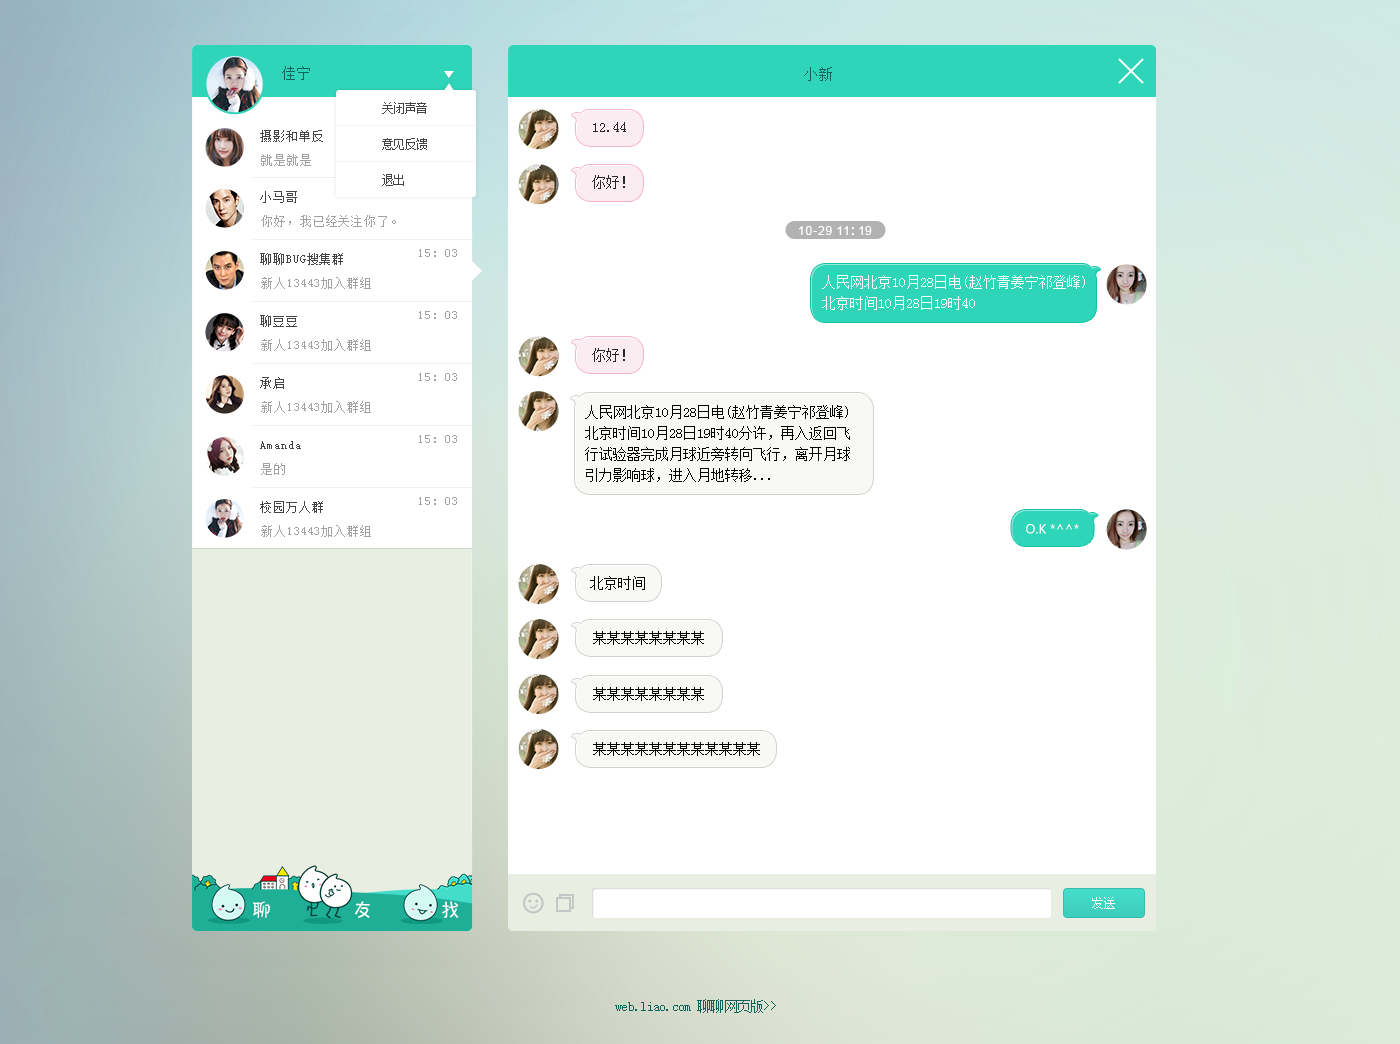 佳宁
关闭声音
意见反馈
退出
摄影和单反
就是就是
小马哥
你好，我已经关注你了。
聊聊BUG搜集群
15：03
新人13443加入群组
聊豆豆
15：03
新人13443加入群组
承启
15：03
新人13443加入群组
Amanda
15：03
是的
校园万人群
15：03
新人13443加入群组
聊
友
找
小新
12.44
你好！
10-29 11：19
人民网北京10月28日电(赵竹青姜宁祁登峰)
北京时间10月28日19时40
你好！
人民网北京10月28日电(赵竹青姜宁祁登峰)
北京时间10月28日19时40分许，再入返回飞
行试验器完成月球近旁转向飞行，离开月球
引力影响球，进入月地转移...
O.K *^^*
北京时间
某某某某某某某某
某某某某某某某某
某某某某某某某某某某某某
发送
web.liao.com 聊聊网页版>>